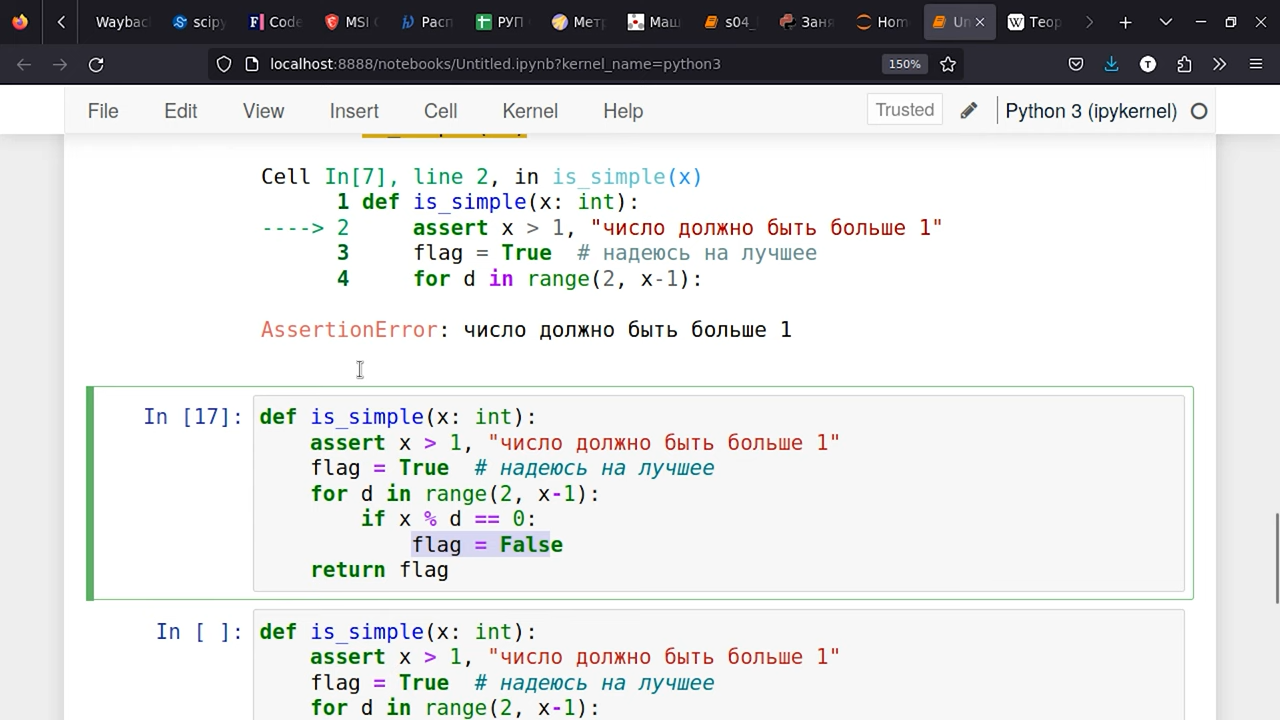 Wayba
scipy
Code
MSI
Расп
РУП
Метр
Маш
s04_
Заня
Hom
Un
Теор
localhost:8888/notebooks/Untitled.ipynb?kernel_name=python3
150%
File Edit View Insert Cell Kernel Help
Trusted
Python 3 (ipykernel)
Cell In[7], line 2, in is_simple(x)
1 def is_simple(x: int):
----> 2     assert x > 1, "число должно быть больше 1"
3     flag = True  # надеюсь на лучшее
4     for d in range(2, x-1):
AssertionError: число должно быть больше 1
In [17]:
def is_simple(x: int):
    assert x > 1, "число должно быть больше 1"
    flag = True  # надеюсь на лучшее
    for d in range(2, x-1):
        if x % d == 0:
            flag = False
    return flag
In [ ]:
def is_simple(x: int):
    assert x > 1, "число должно быть больше 1"
    flag = True  # надеюсь на лучшее
    for d in range(2, x-1):